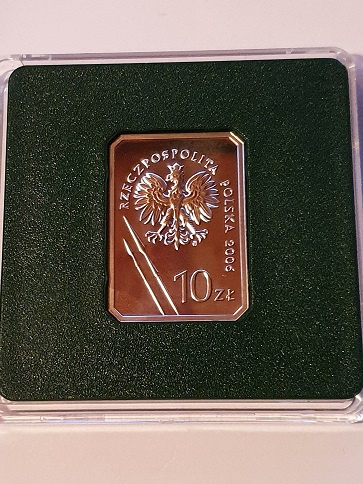 RZECZPOSPOLITA POLSKA 2006
10 ZŁ